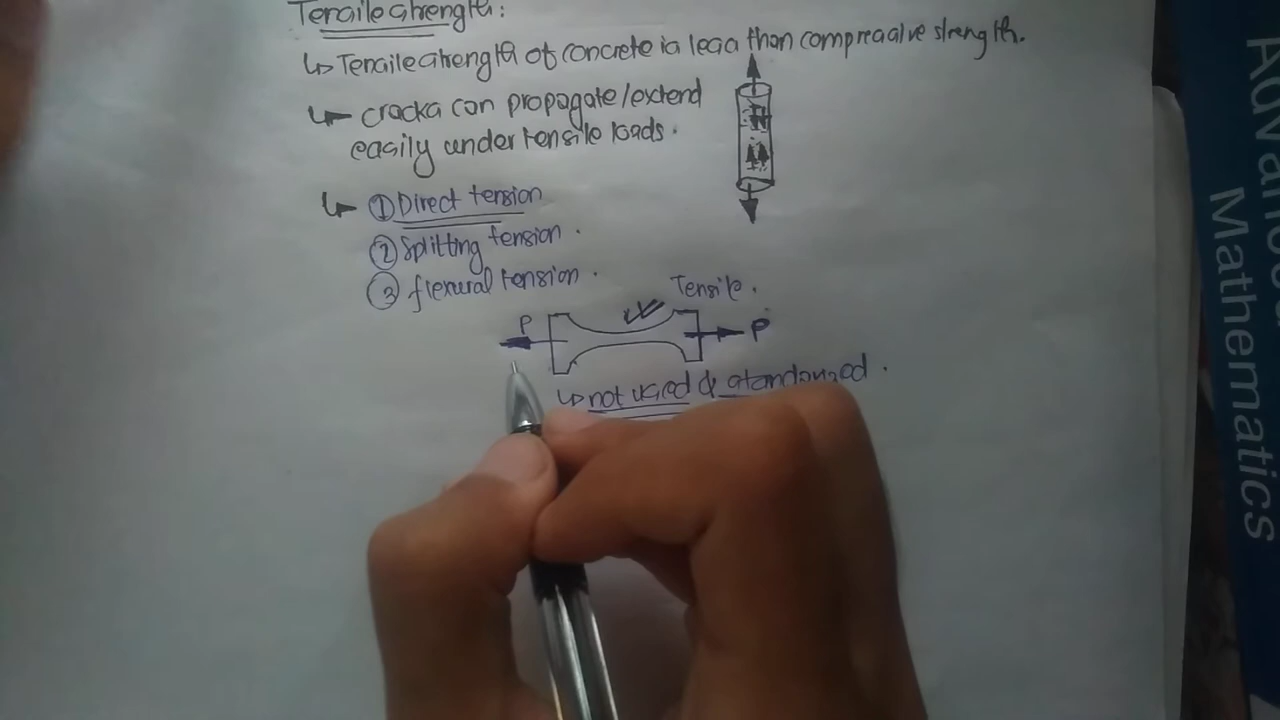 Tensile strength:
↳ Tensile strength of concrete is less than compressive strength.
↳ cracks can propagate/extend
easily under tensile loads.
↳ ① Direct tension
② Splitting tension.
③ flexural tension.
Tensile.
P P
↳ not used & standarized.
Mathematics